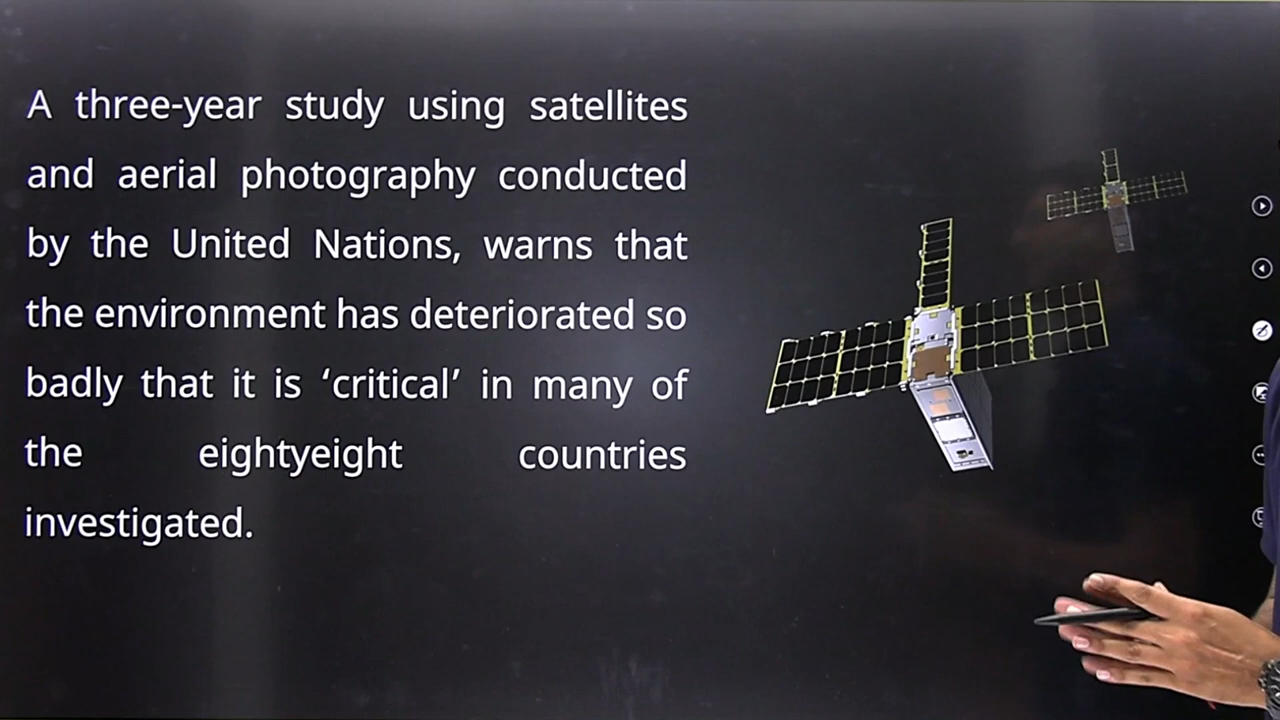 A three-year study using satellites
and aerial photography conducted
by the United Nations, warns that
the environment has deteriorated so
badly that it is ‘critical’ in many of
the eightyeight countries
investigated.